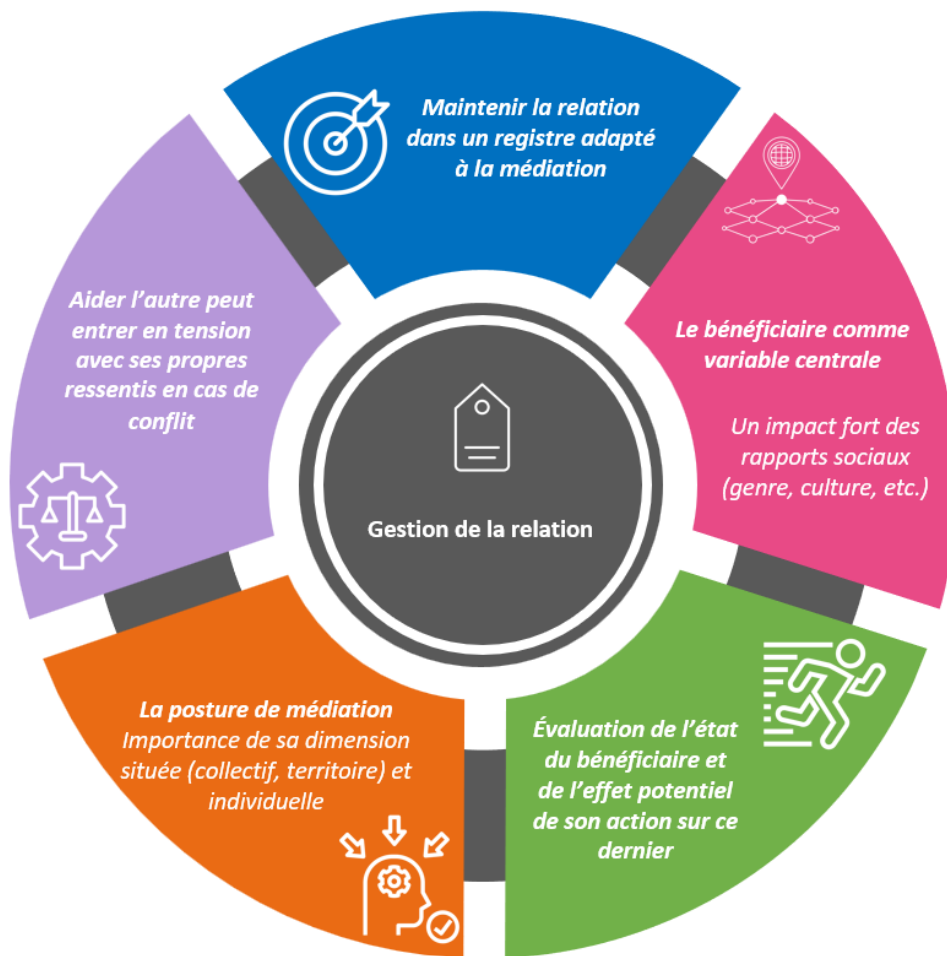 Maintenir la relation
dans un registre adapté
à la médiation
Le bénéficiaire comme
variable centrale
Un impact fort des
rapports sociaux
(genre, culture, etc.)
Évaluation de l’état
du bénéficiaire et
de l’effet potentiel
de son action sur ce
dernier
La posture de médiation
Importance de sa dimension
située (collectif, territoire) et
individuelle
Aider l’autre peut
entrer en tension
avec ses propres
ressentis en cas de
conflit
Gestion de la relation